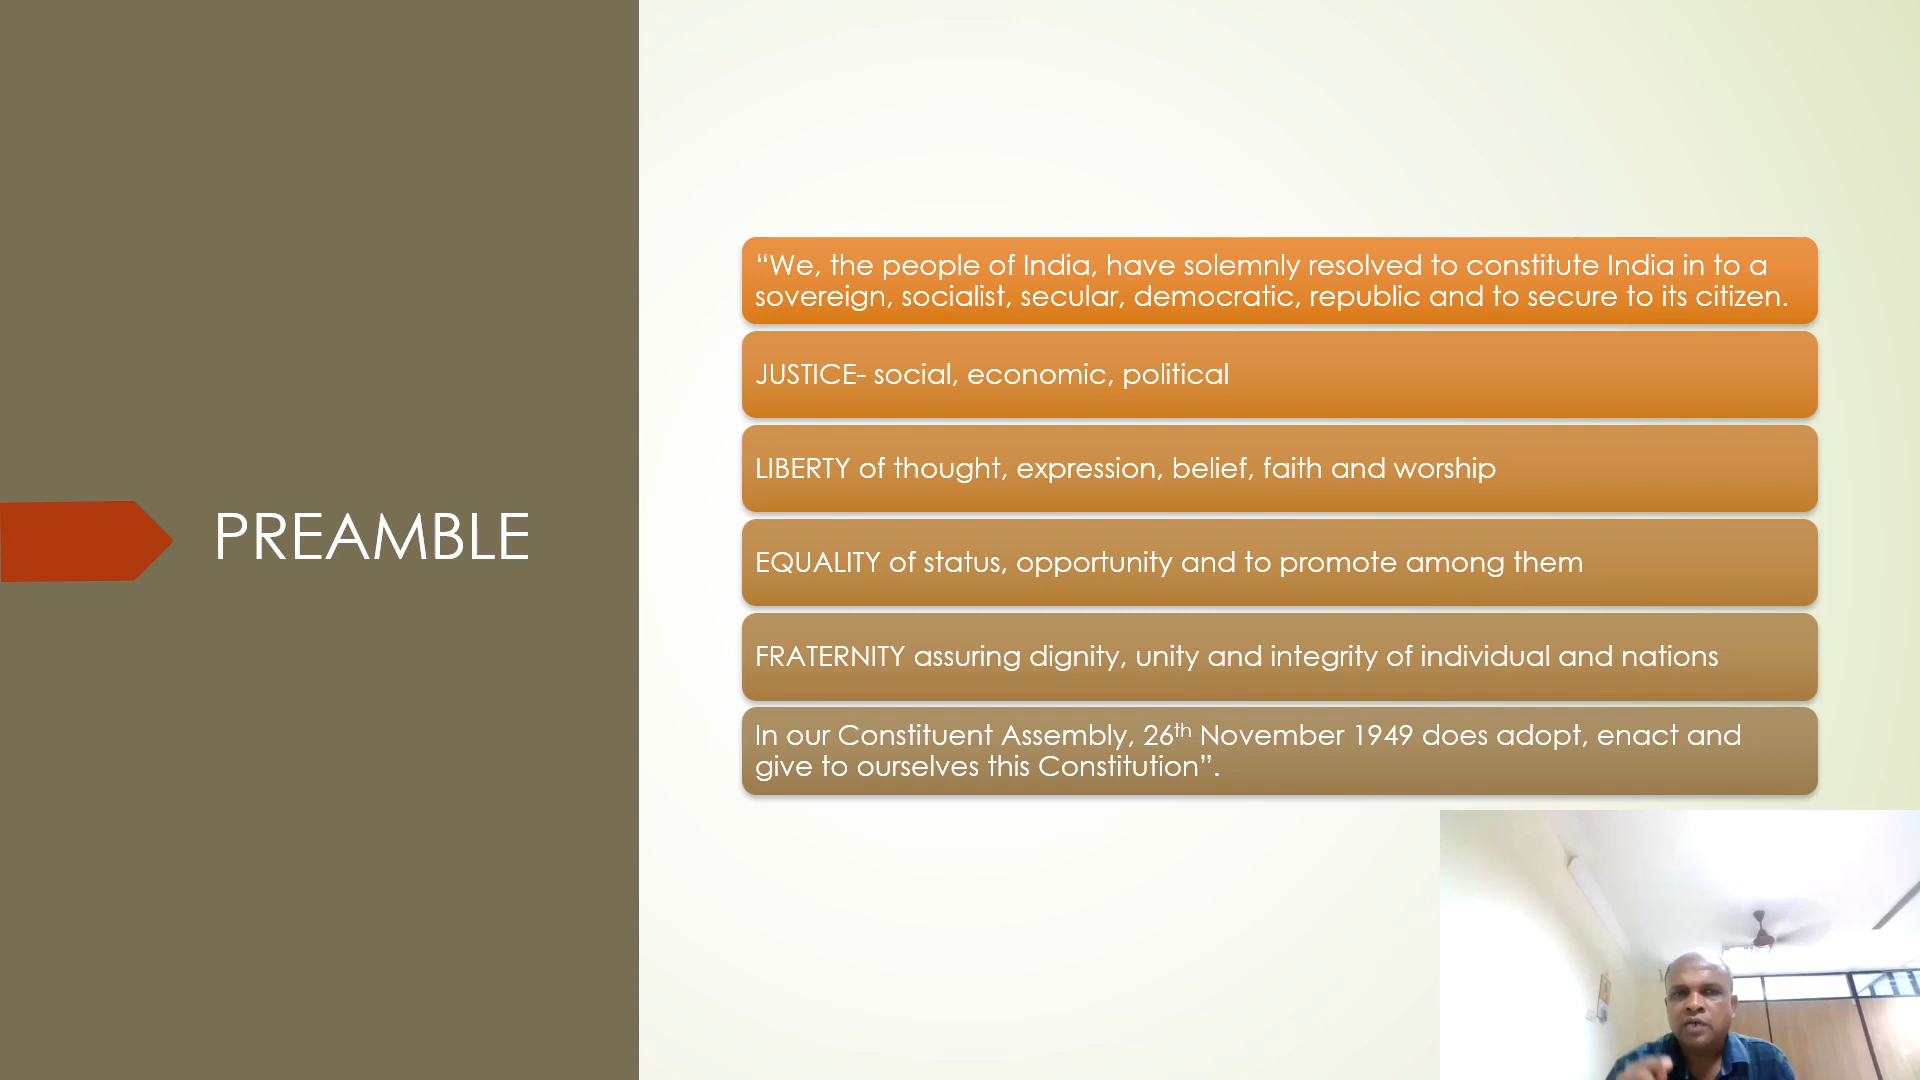 PREAMBLE
“We, the people of India, have solemnly resolved to constitute India in to a
sovereign, socialist, secular, democratic, republic and to secure to its citizen.
JUSTICE- social, economic, political
LIBERTY of thought, expression, belief, faith and worship
EQUALITY of status, opportunity and to promote among them
FRATERNITY assuring dignity, unity and integrity of individual and nations
In our Constituent Assembly, 26th November 1949 does adopt, enact and
give to ourselves this Constitution”.